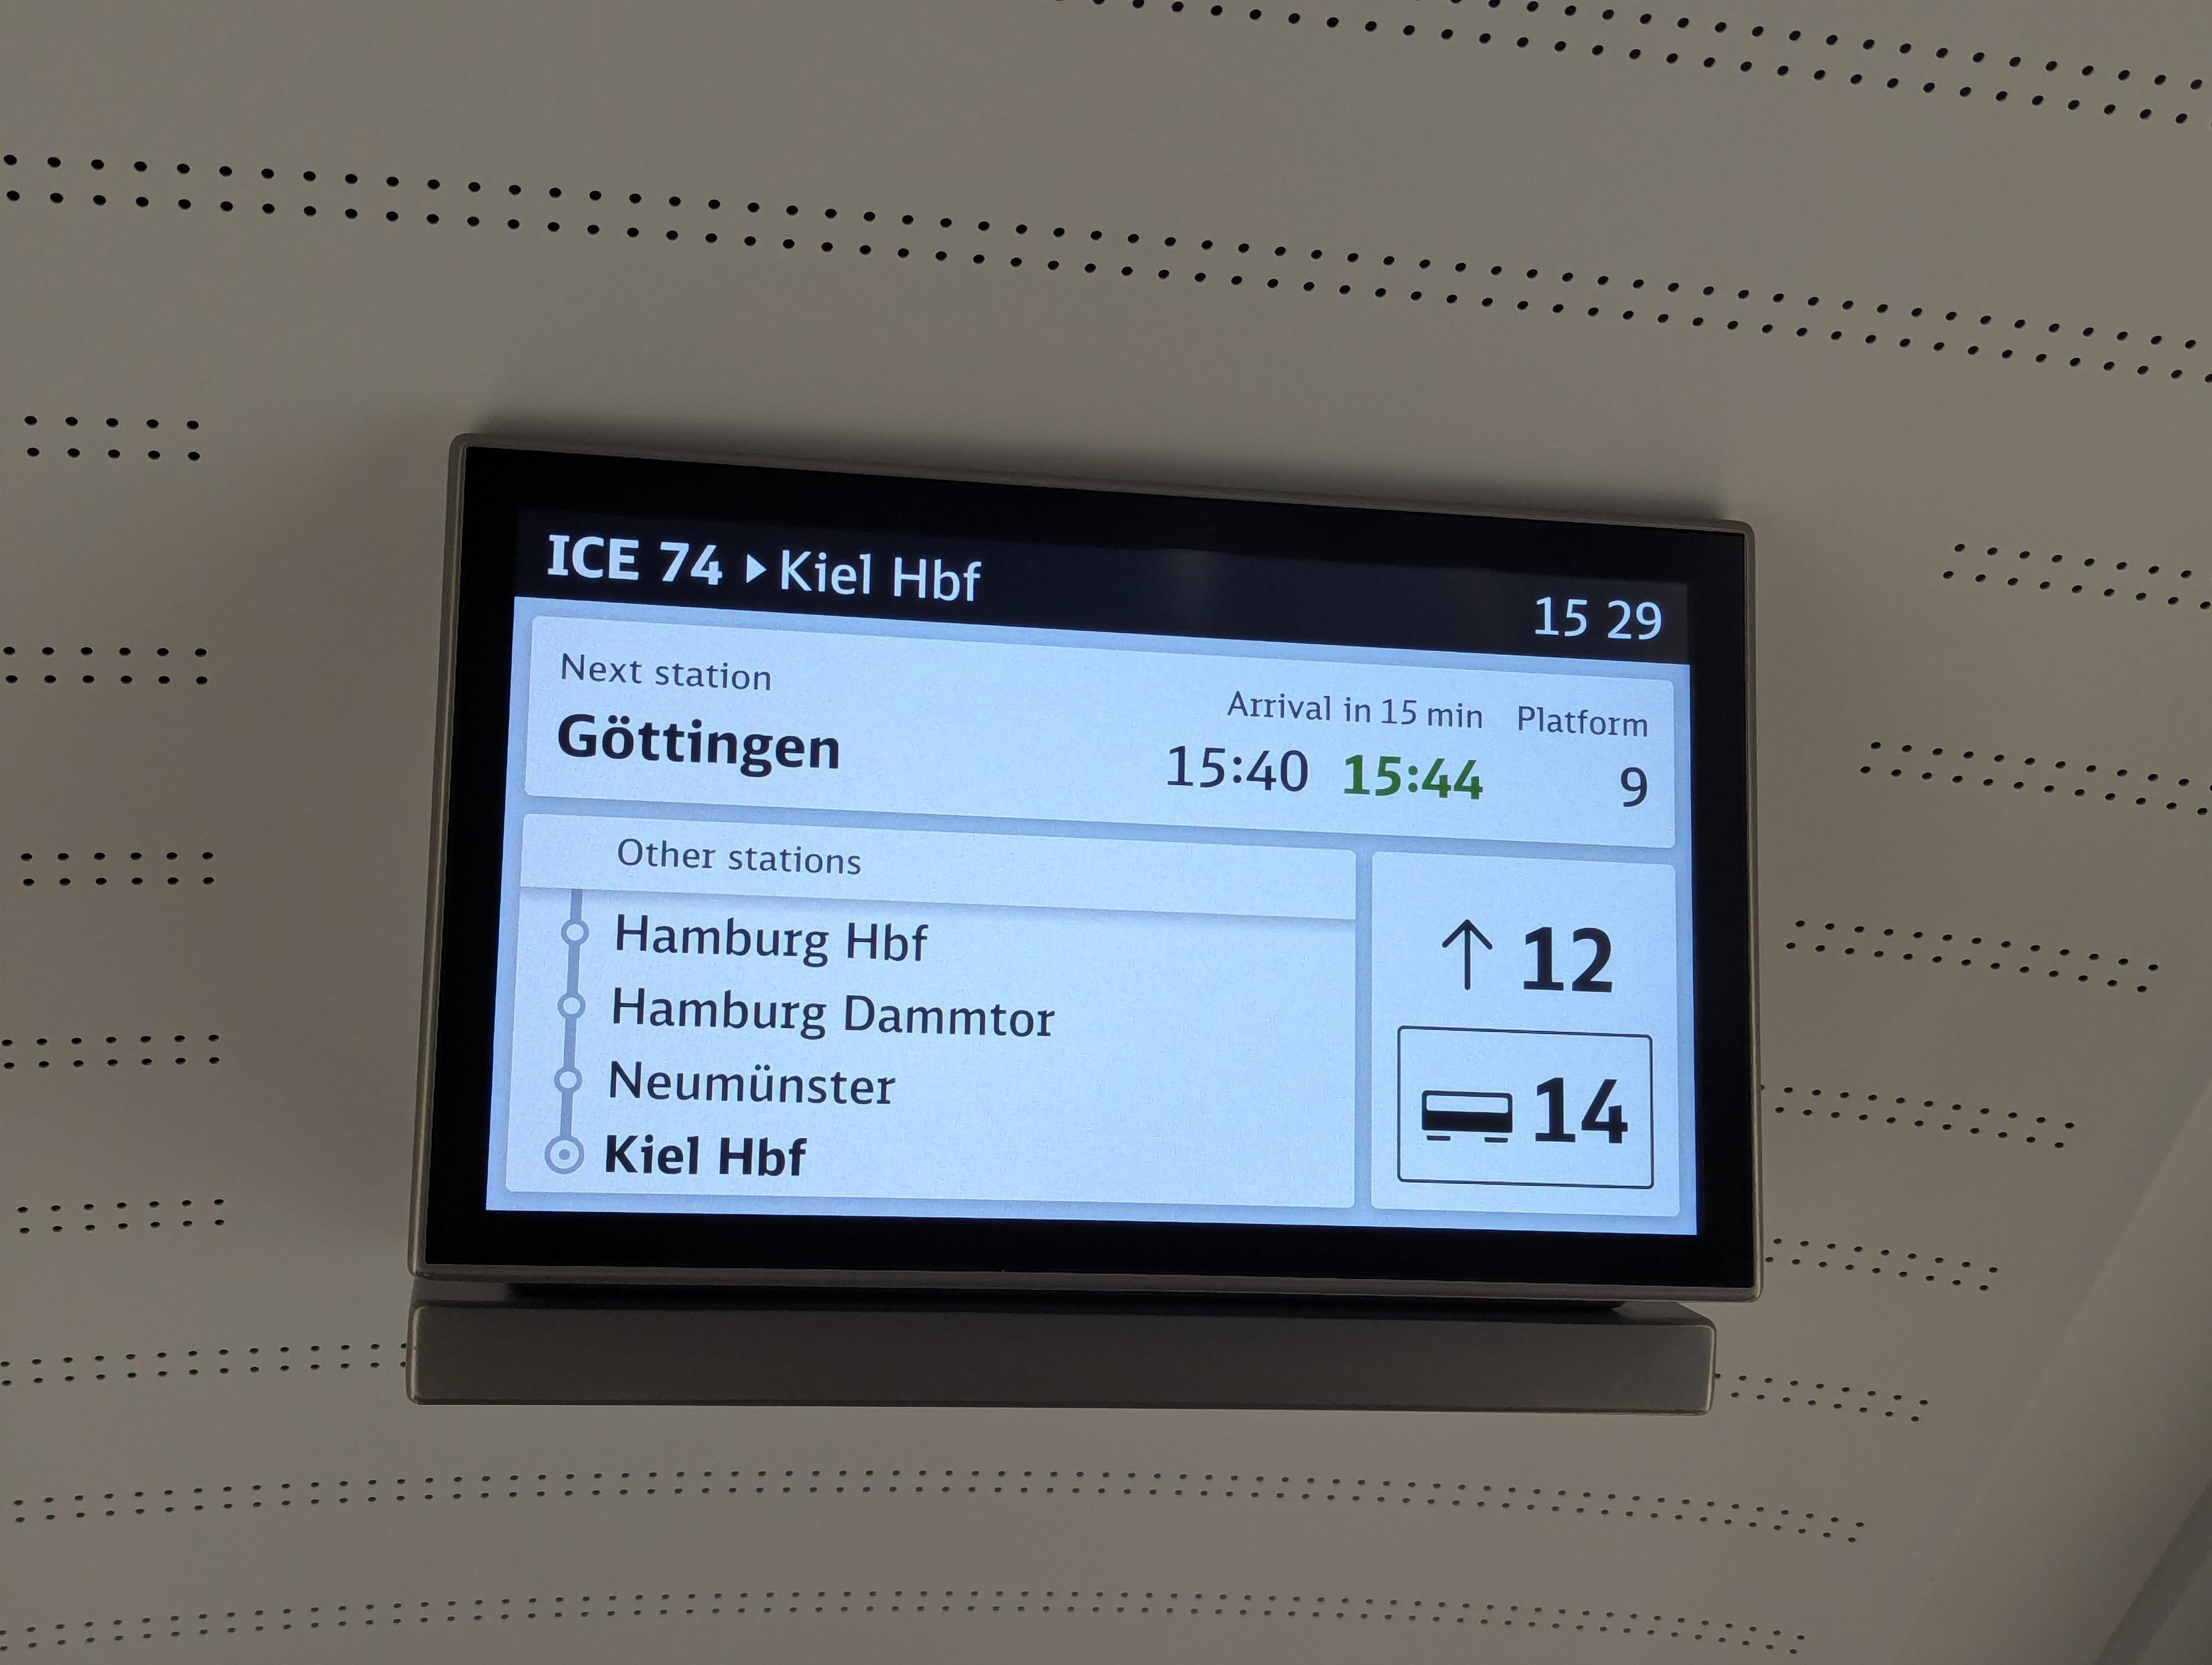 ICE 74 ▸ Kiel Hbf 15 29
Next station
Arrival in 15 min Platform
Göttingen 15:40 15:44 9
Other stations
Hamburg Hbf
Hamburg Dammtor
Neumünster
Kiel Hbf
↑ 12
14